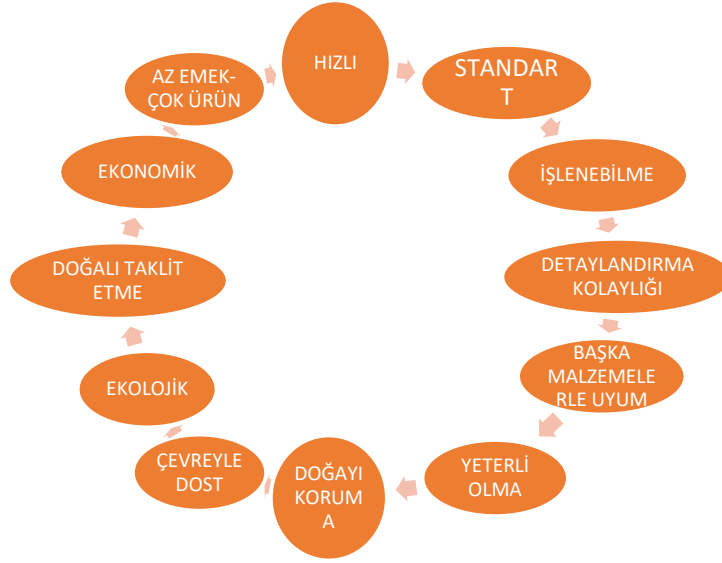 HIZLI
STANDAR
T
İŞLENEBİLME
DETAYLANDIRMA
KOLAYLIĞI
BAŞKA
MALZEMELE
RLE UYUM
YETERLİ
OLMA
DOĞAYI
KORUM
A
ÇEVREYLE
DOST
EKOLOJİK
DOĞALI TAKLİT
ETME
EKONOMİK
AZ EMEK-
ÇOK ÜRÜN